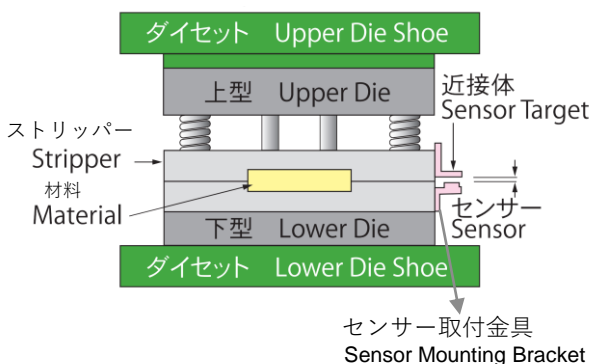 ダイセット Upper Die Shoe
上型 Upper Die
近接体
Sensor Target
ストリッパー
Stripper
材料
Material
センサー
Sensor
下型 Lower Die
ダイセット Lower Die Shoe
センサー取付金具
Sensor Mounting Bracket